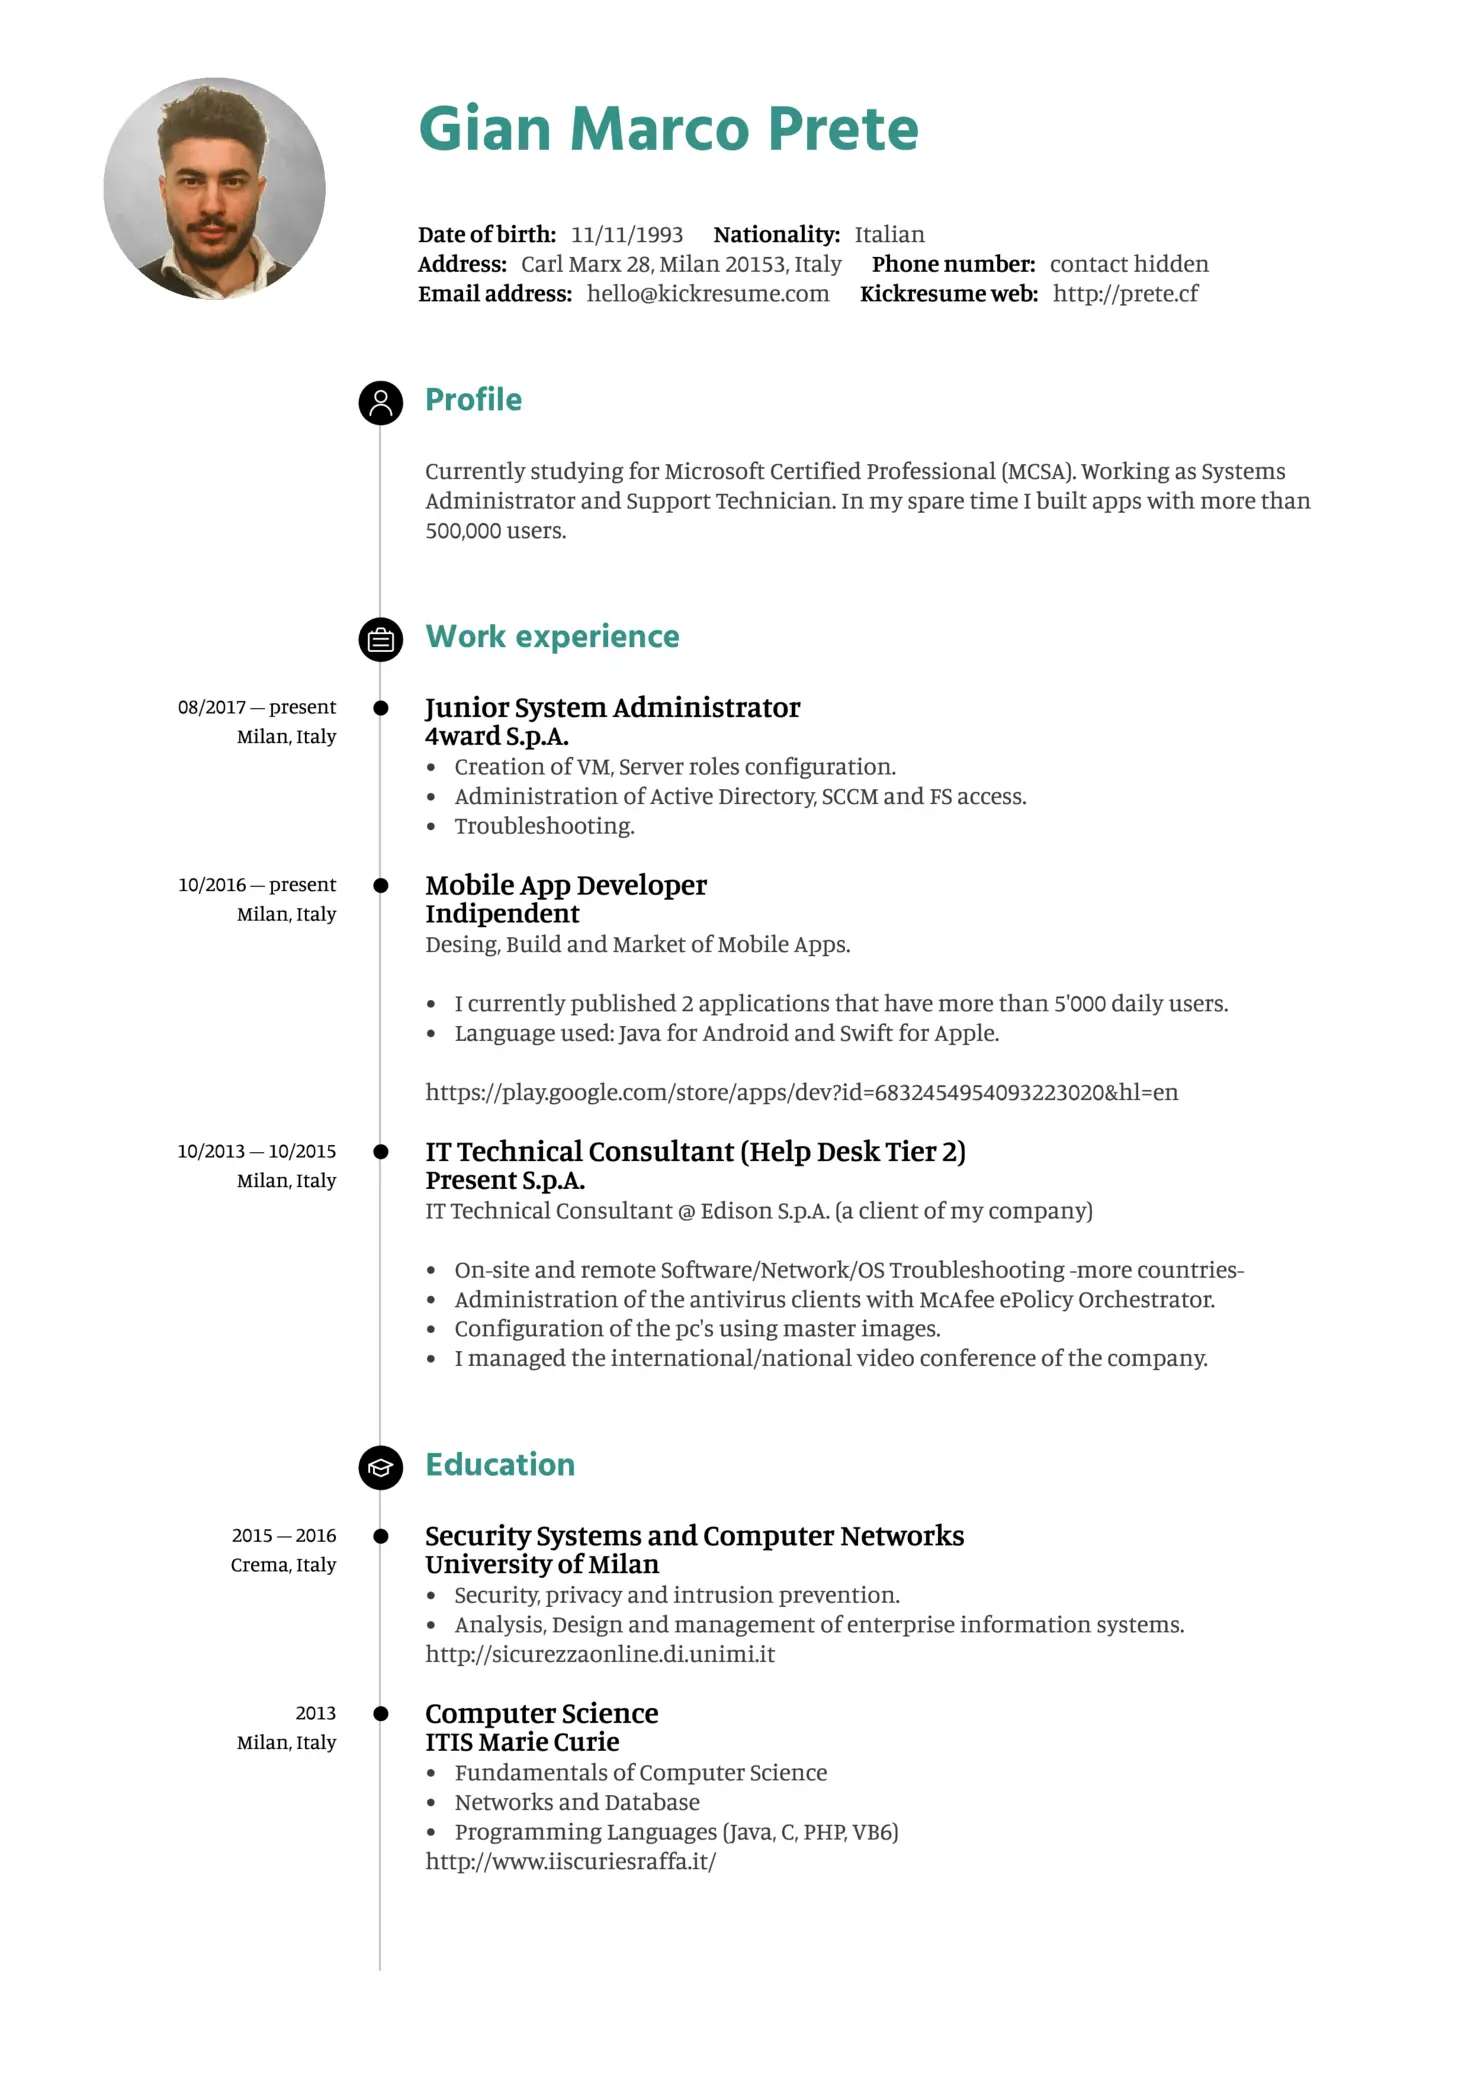 Gian Marco Prete
Date of birth: 11/11/1993 Nationality: Italian
Address: Carl Marx 28, Milan 20153, Italy Phone number: contact hidden
Email address: hello@kickresume.com Kickresume web: http://prete.cf
Profile
Currently studying for Microsoft Certified Professional (MCSA). Working as Systems
Administrator and Support Technician. In my spare time I built apps with more than
500,000 users.
Work experience
08/2017 – present
Milan, Italy
Junior System Administrator
4ward S.p.A.
• Creation of VM, Server roles configuration.
• Administration of Active Directory, SCCM and FS access.
• Troubleshooting.
10/2016 – present
Milan, Italy
Mobile App Developer
Indipendent
Desing, Build and Market of Mobile Apps.
• I currently published 2 applications that have more than 5'000 daily users.
• Language used: Java for Android and Swift for Apple.
https://play.google.com/store/apps/dev?id=6832454954093223020&hl=en
10/2013 – 10/2015
Milan, Italy
IT Technical Consultant (Help Desk Tier 2)
Present S.p.A.
IT Technical Consultant @ Edison S.p.A. (a client of my company)
• On-site and remote Software/Network/OS Troubleshooting -more countries-
• Administration of the antivirus clients with McAfee ePolicy Orchestrator.
• Configuration of the pc's using master images.
• I managed the international/national video conference of the company.
Education
2015 – 2016
Crema, Italy
Security Systems and Computer Networks
University of Milan
• Security, privacy and intrusion prevention.
• Analysis, Design and management of enterprise information systems.
http://sicurezzaonline.di.unimi.it
2013
Milan, Italy
Computer Science
ITIS Marie Curie
• Fundamentals of Computer Science
• Networks and Database
• Programming Languages (Java, C, PHP, VB6)
http://www.iiscuriesraffa.it/